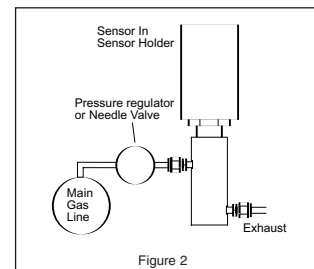 Sensor In
Sensor Holder
Pressure regulator
or Needle Valve
Main
Gas
Line
Exhaust
Figure 2